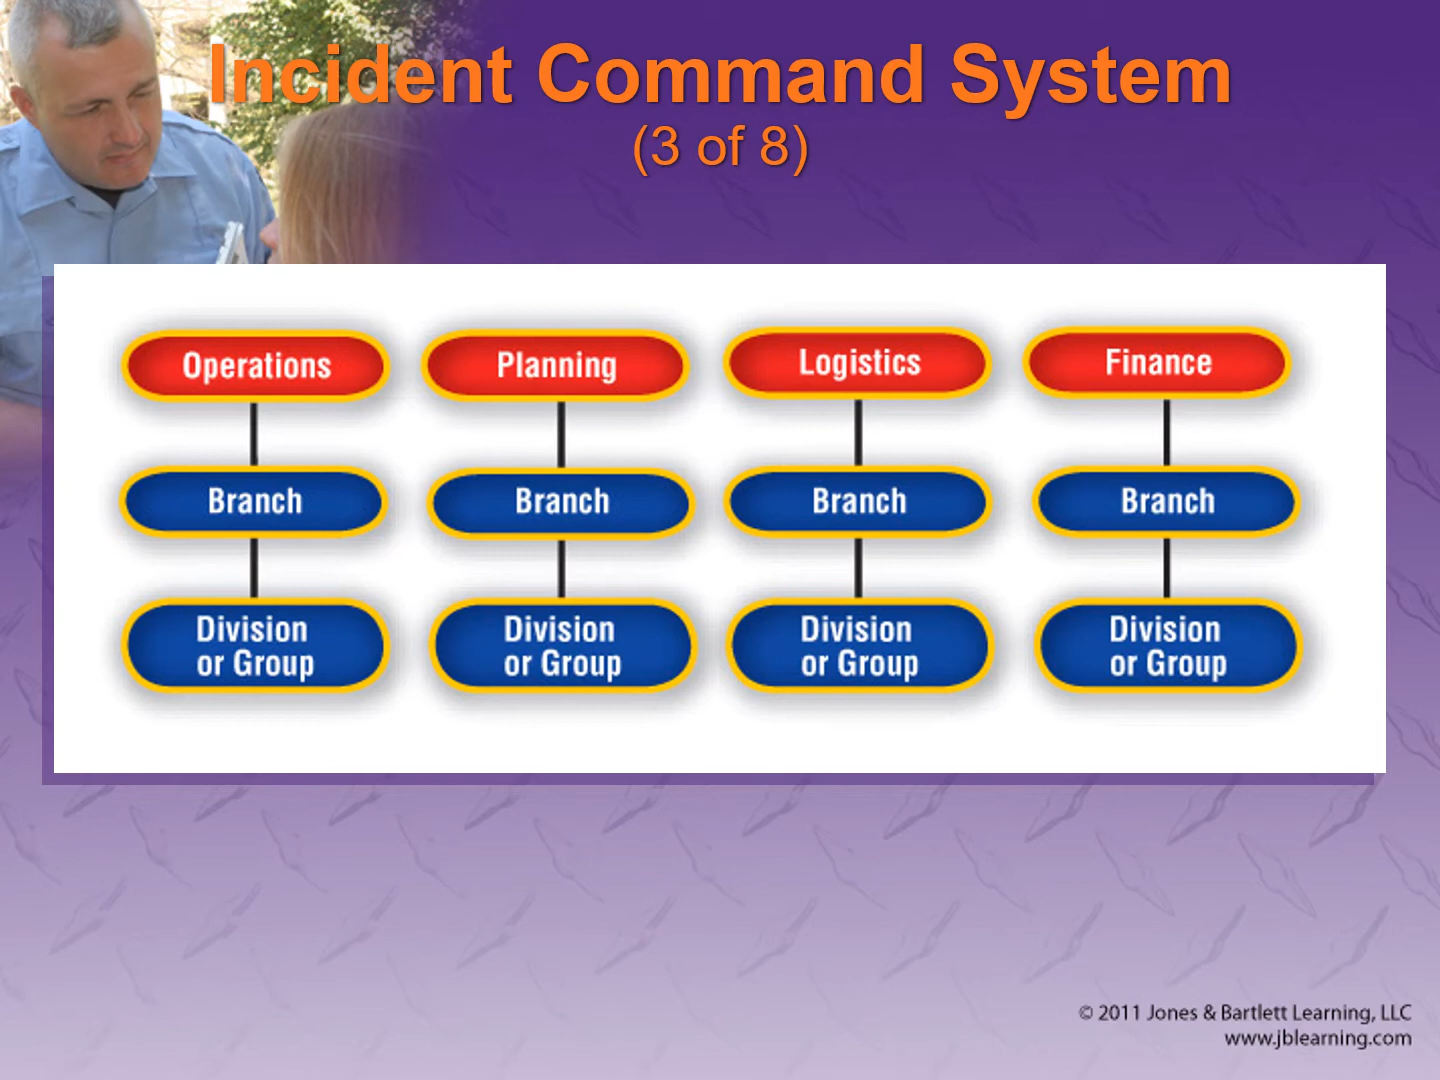 Incident Command System
(3 of 8)
Operations
Planning
Logistics
Finance
Branch
Branch
Branch
Branch
Division
or Group
Division
or Group
Division
or Group
Division
or Group
© 2011 Jones & Bartlett Learning, LLC
www.jblearning.com